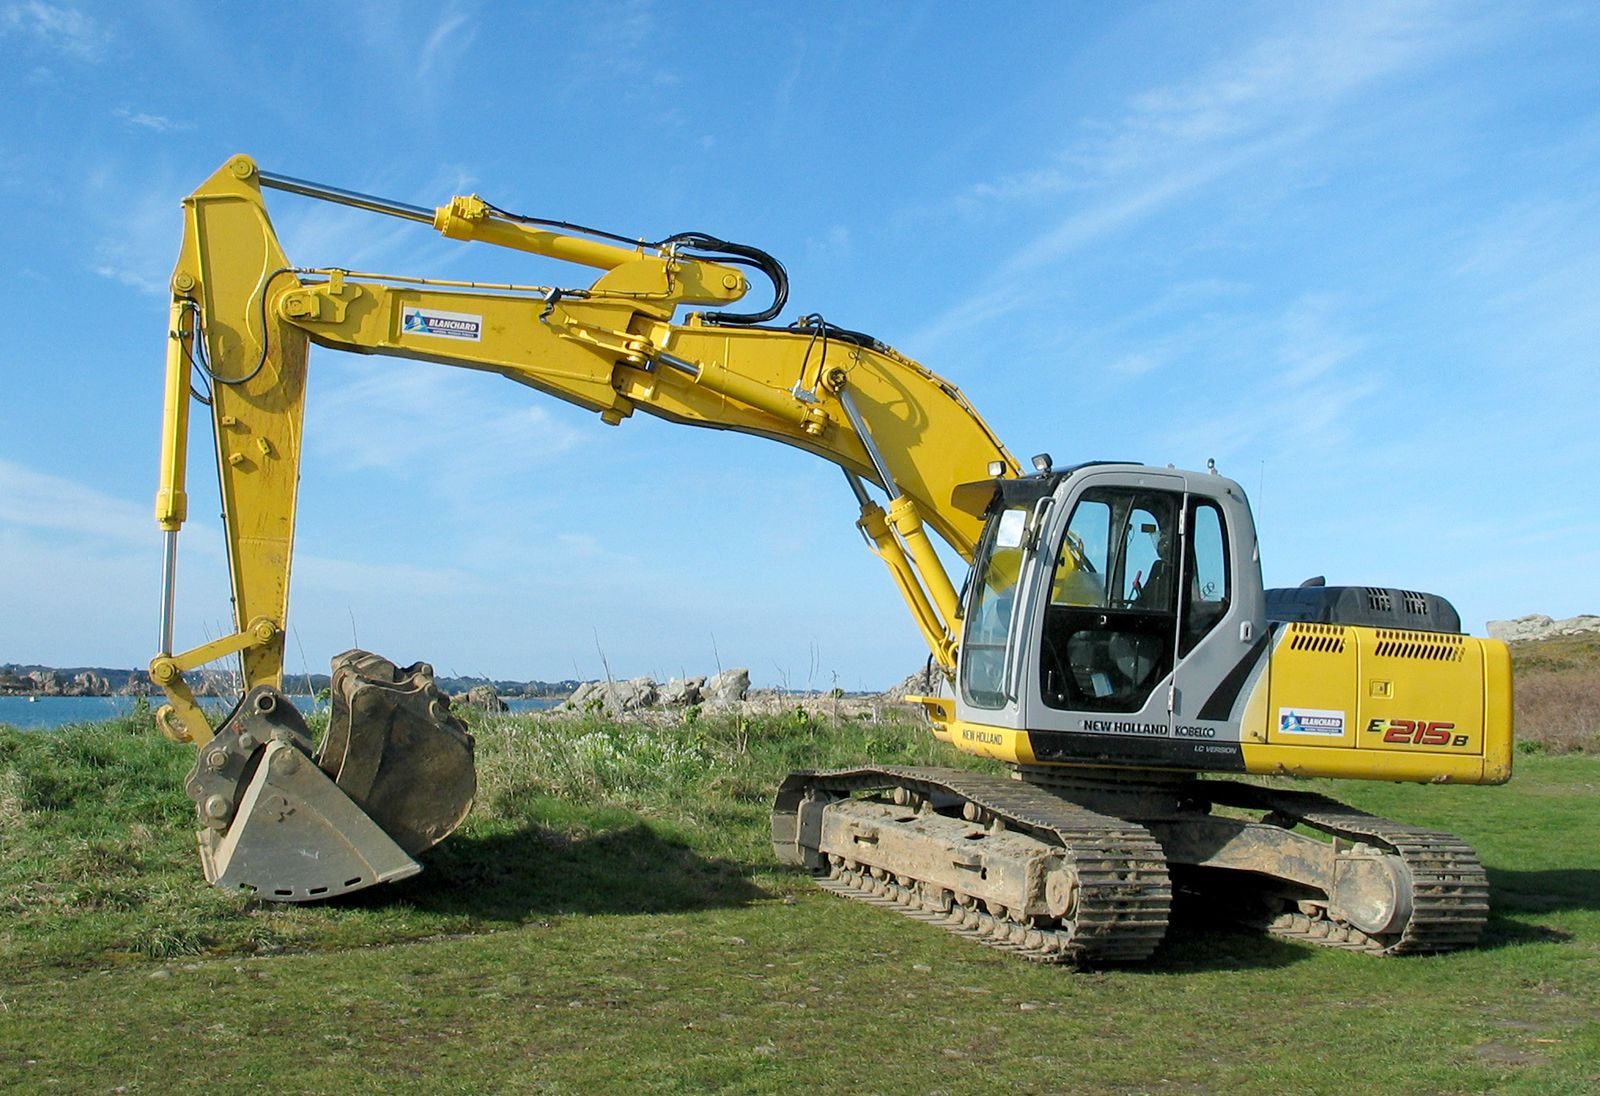 BLANCHARD
NEW HOLLAND
NEW HOLLAND KOBELCO
LC VERSION
BLANCHARD
E215B